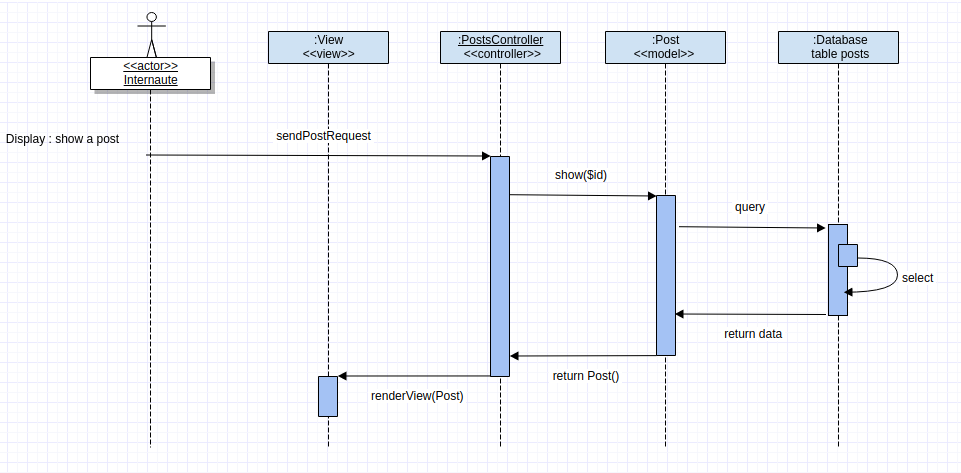 <<actor>>
Internaute
:View
<<view>>
:PostsController
<<controller>>
:Post
<<model>>
:Database
table posts
Display : show a post
sendPostRequest
show($id)
query
select
return data
return Post()
renderView(Post)